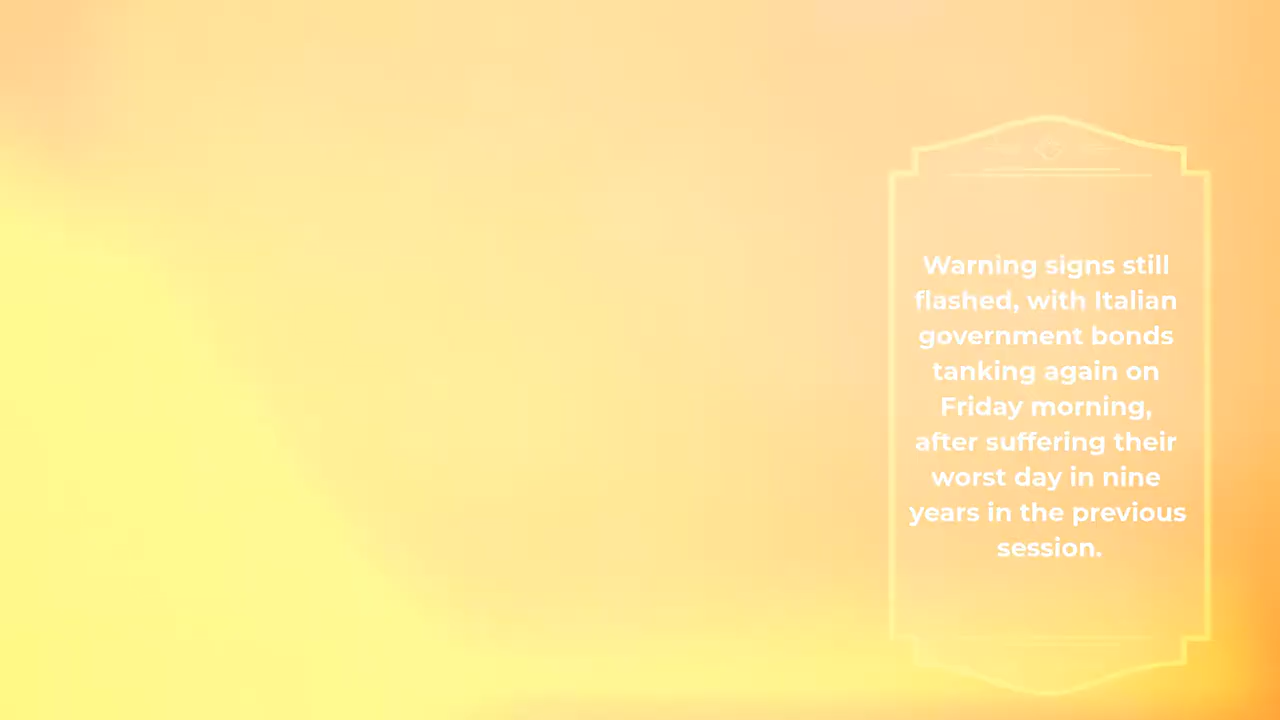 Warning signs still
flashed, with Italian
government bonds
tanking again on
Friday morning,
after suffering their
worst day in nine
years in the previous
session.